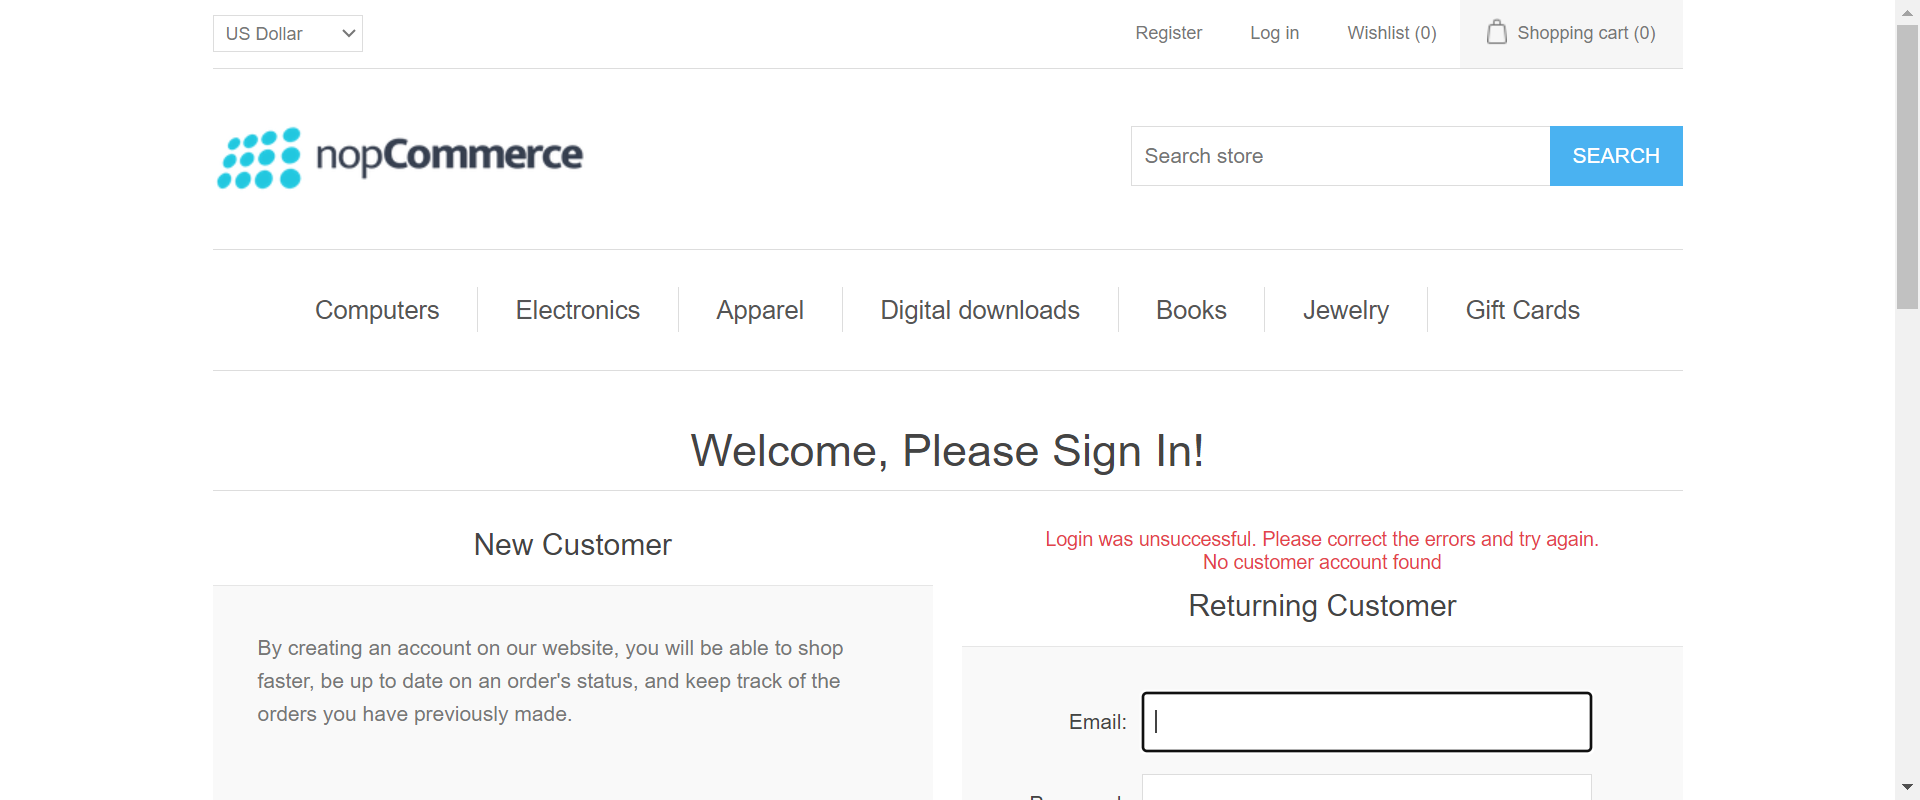 US Dollar
Register
Log in
Wishlist (0)
Shopping cart (0)
nopCommerce
Search store
SEARCH
Computers
Electronics
Apparel
Digital downloads
Books
Jewelry
Gift Cards
Welcome, Please Sign In!
New Customer
By creating an account on our website, you will be able to shop
faster, be up to date on an order's status, and keep track of the
orders you have previously made.
Login was unsuccessful. Please correct the errors and try again.
No customer account found
Returning Customer
Email: